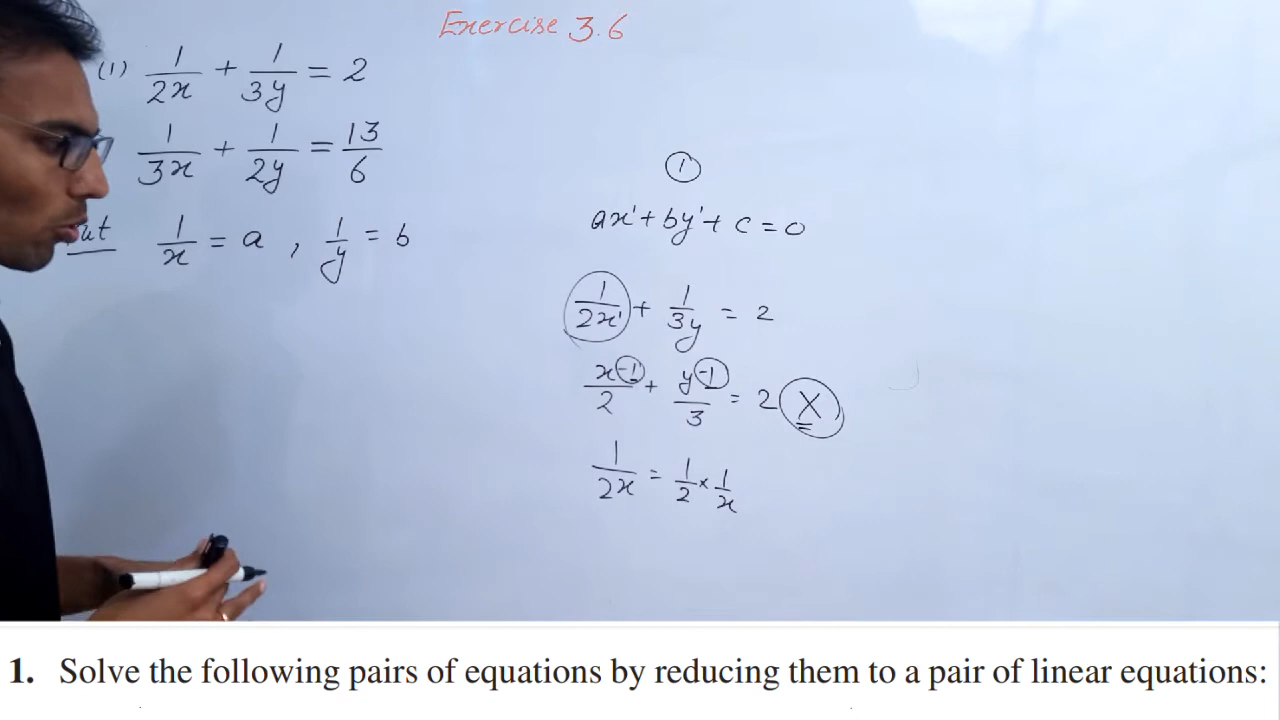 Exercise 3.6
(1) 1/2x + 1/3y = 2
1/3x + 1/2y = 13/6
Put 1/x = a , 1/y = b
①
ax¹ + by¹ + c = 0
1/2x¹ + 1/3y = 2
x⁻¹/2 + y⁻¹/3 = 2 X
1/2x = 1/2 × 1/x
1. Solve the following pairs of equations by reducing them to a pair of linear equations: